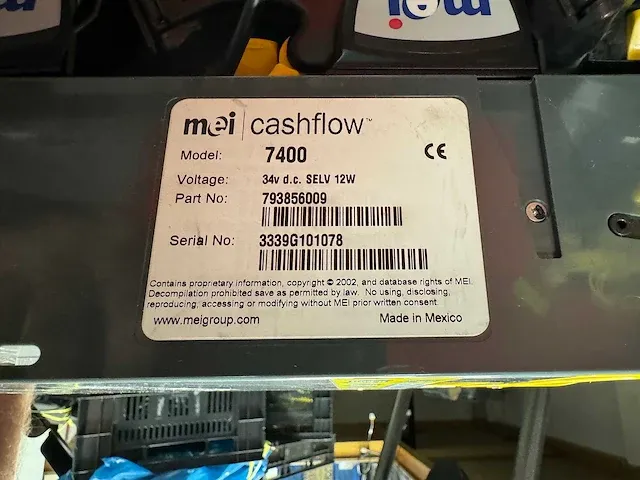 mei
mei | cashflow™
Model: 7400
CE
Voltage: 34v d.c. SELV 12W
Part No: 793856009
Serial No: 3339G101078
Contains proprietary information, copyright © 2002, and database rights of MEI.
Decompilation prohibited save as permitted by law. No using, disclosing,
reproducing, accessing or modifying without MEI prior written consent
www.meigroup.com Made in Mexico